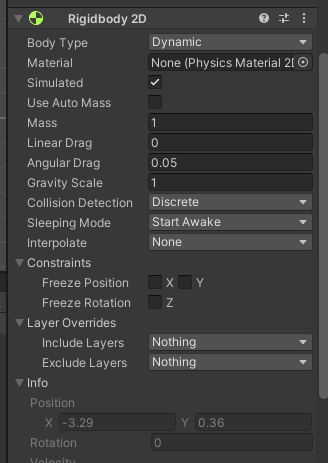 Rigidbody 2D
Body Type Dynamic
Material None (Physics Material 2
Simulated
Use Auto Mass
Mass 1
Linear Drag 0
Angular Drag 0.05
Gravity Scale 1
Collision Detection Discrete
Sleeping Mode Start Awake
Interpolate None
Constraints
Freeze Position X Y
Freeze Rotation Z
Layer Overrides
Include Layers Nothing
Exclude Layers Nothing
Info
Position
X -3.29 Y 0.36
Rotation 0
Velocity